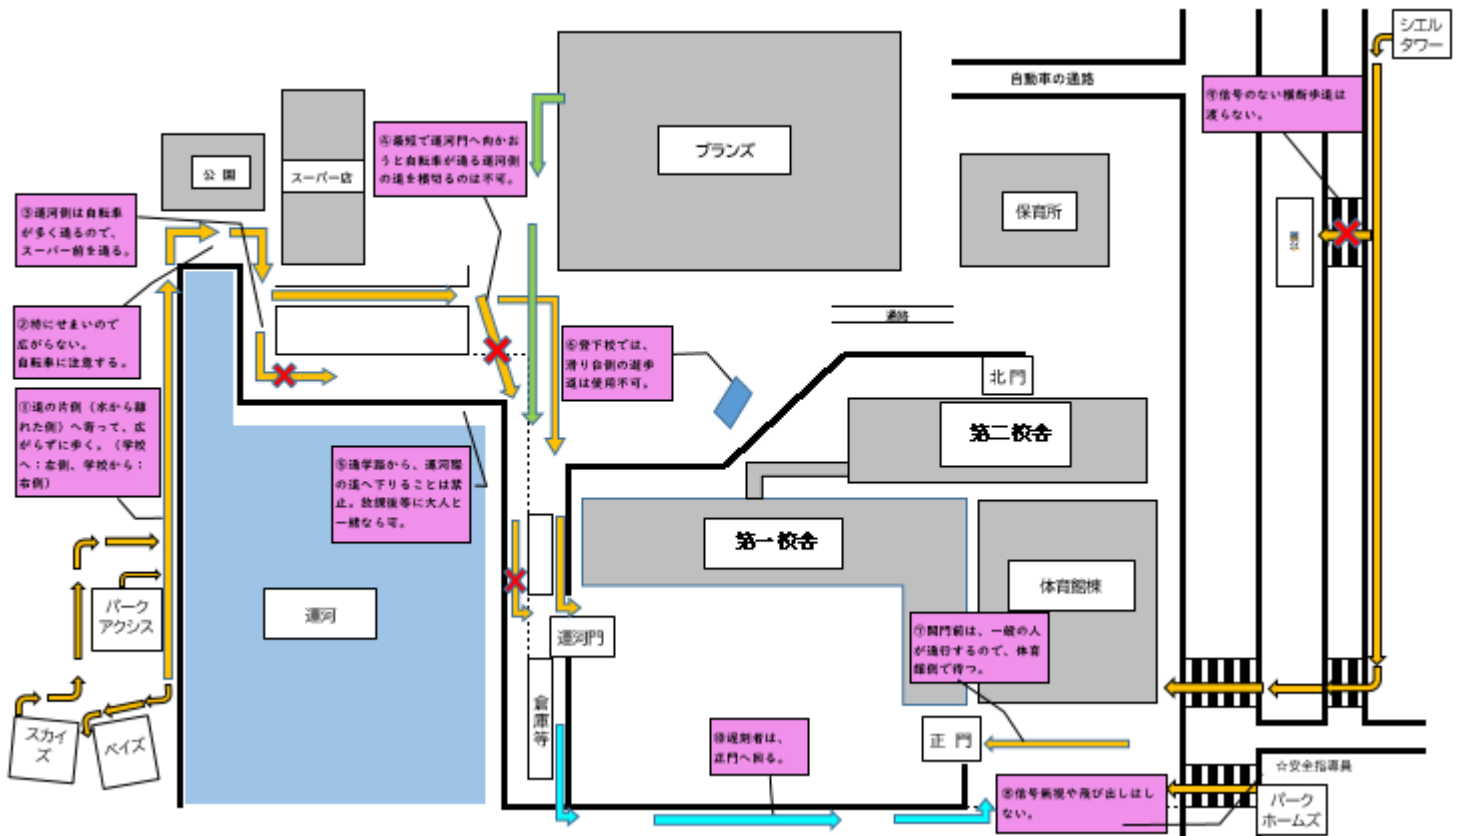 シエル
タワー
自動車の通路
⑨信号のない横断歩道は
渡らない。
ブランズ
④最短で運河門へ向かお
うと自転車が通る運河側
の道を横切るのは不可。
公園
スーパー店
保育所
③運河側は自転車
が多く通るので、
スーパー前を通る。
②特にせまいので
広がらない。
自転車に注意する。
通路
⑥登下校では、
滑り台側の遊歩
道は使用不可。
北門
①道の片側（水から離
れた側）へ寄って、広
がらずに歩く。（学校
へ：左側、学校から：
右側）
第二校舎
⑤通学路から、運河際
の道へ下りることは禁
止。放課後等に大人と
一緒なら可。
第一校舎
体育館棟
パーク
アクシス
運河
運河門
⑦開門前は、一般の人
が通行するので、体育
館側で待つ。
倉庫等
スカイ
ズ
ベイズ
⑩遅刻者は、
正門へ回る。
正門
☆安全指導員
⑧信号無視や飛び出しはし
ない。
パーク
ホームズ